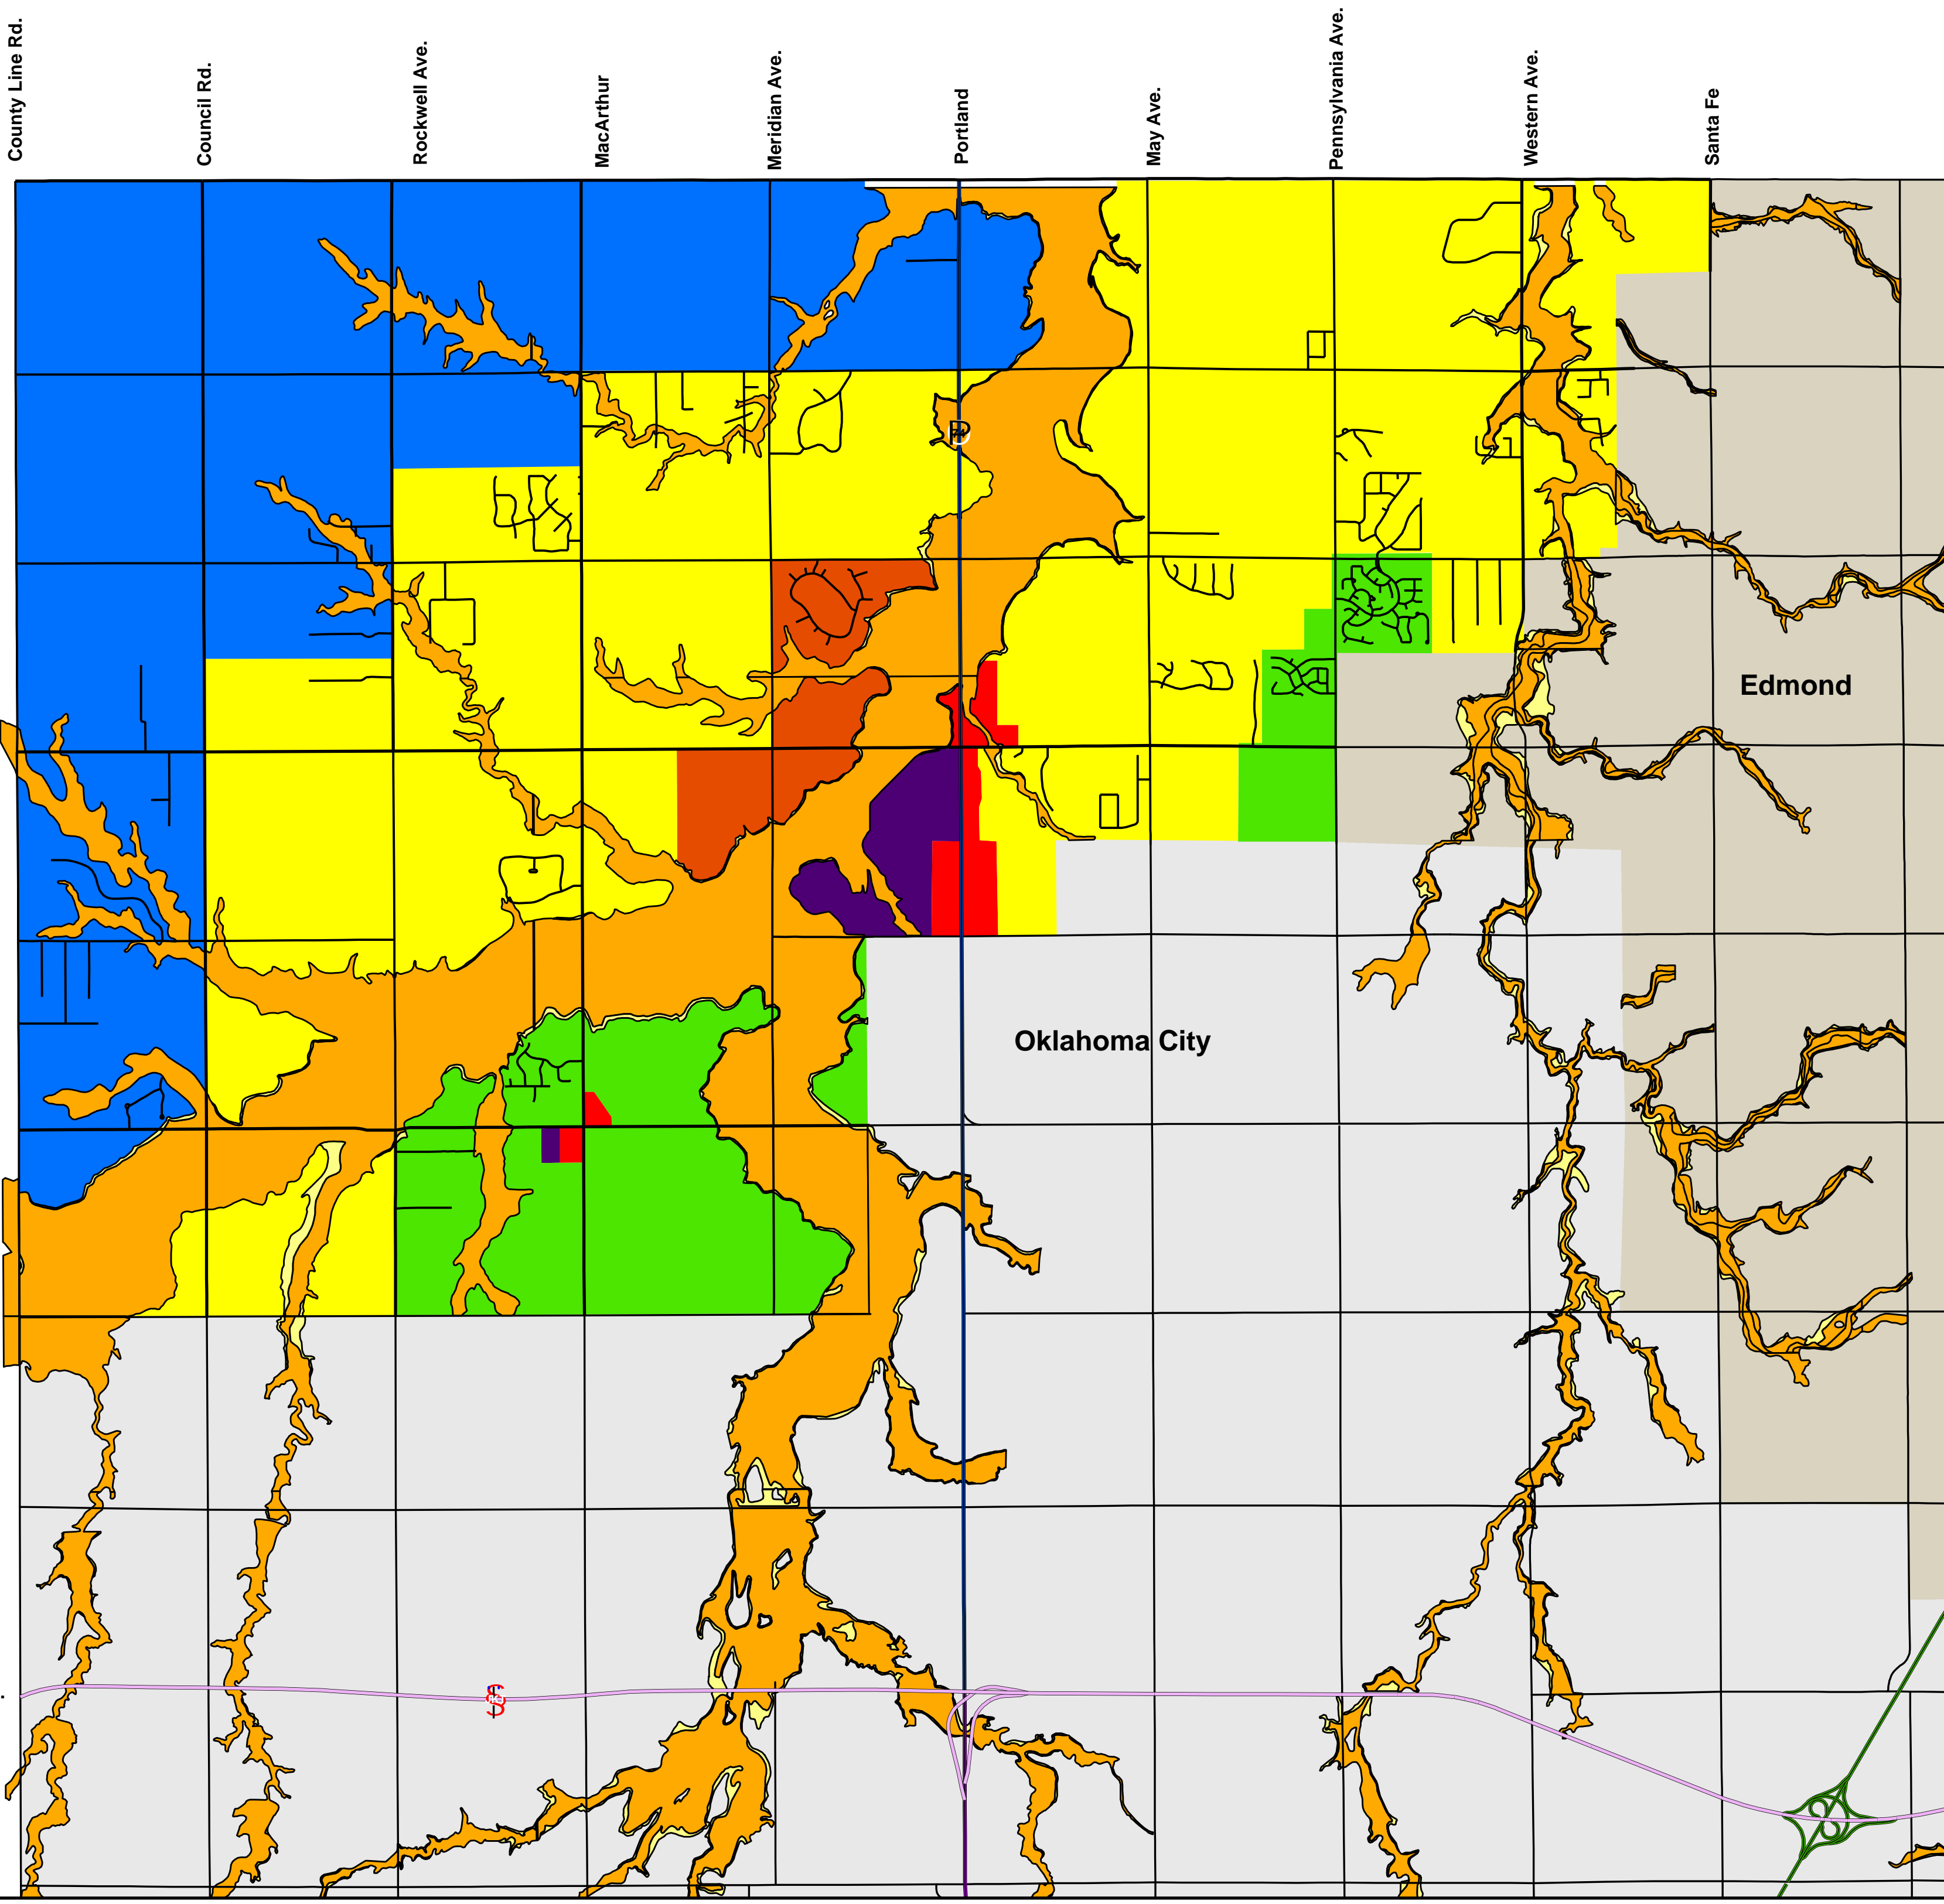 County Line Rd.
Council Rd.
Rockwell Ave.
MacArthur
Meridian Ave.
Portland
May Ave.
Pennsylvania Ave.
Western Ave.
Santa Fe
Edmond
Oklahoma City